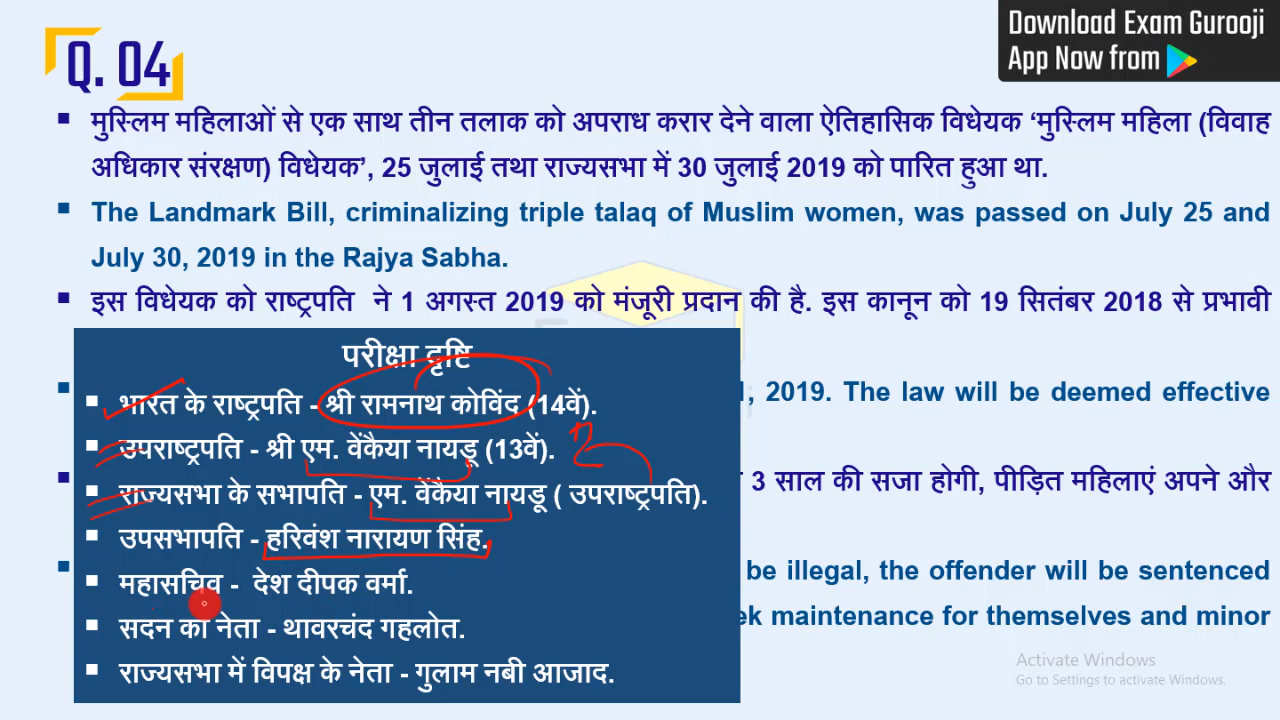 Download Exam Gurooji
App Now from
Q. 04
▪ मुस्लिम महिलाओं से एक साथ तीन तलाक को अपराध करार देने वाला ऐतिहासिक विधेयक ‘मुस्लिम महिला (विवाह
अधिकार संरक्षण) विधेयक’, 25 जुलाई तथा राज्यसभा में 30 जुलाई 2019 को पारित हुआ था.
▪ The Landmark Bill, criminalizing triple talaq of Muslim women, was passed on July 25 and
July 30, 2019 in the Rajya Sabha.
▪ इस विधेयक को राष्ट्रपति ने 1 अगस्त 2019 को मंजूरी प्रदान की है. इस कानून को 19 सितंबर 2018 से प्रभावी
परीक्षा दृष्टि
▪ भारत के राष्ट्रपति - श्री रामनाथ कोविंद (14वें).
▪ उपराष्ट्रपति - श्री एम. वेंकैया नायडू (13वें).
▪ राज्यसभा के सभापति - एम. वेंकैया नायडू ( उपराष्ट्रपति).
▪ उपसभापति - हरिवंश नारायण सिंह.
▪ महासचिव - देश दीपक वर्मा.
▪ सदन का नेता - थावरचंद गहलोत.
▪ राज्यसभा में विपक्ष के नेता - गुलाम नबी आजाद.
, 2019. The law will be deemed effective
3 साल की सजा होगी, पीड़ित महिलाएं अपने और
be illegal, the offender will be sentenced
maintenance for themselves and minor
Activate Windows
Go to Settings to activate Windows.